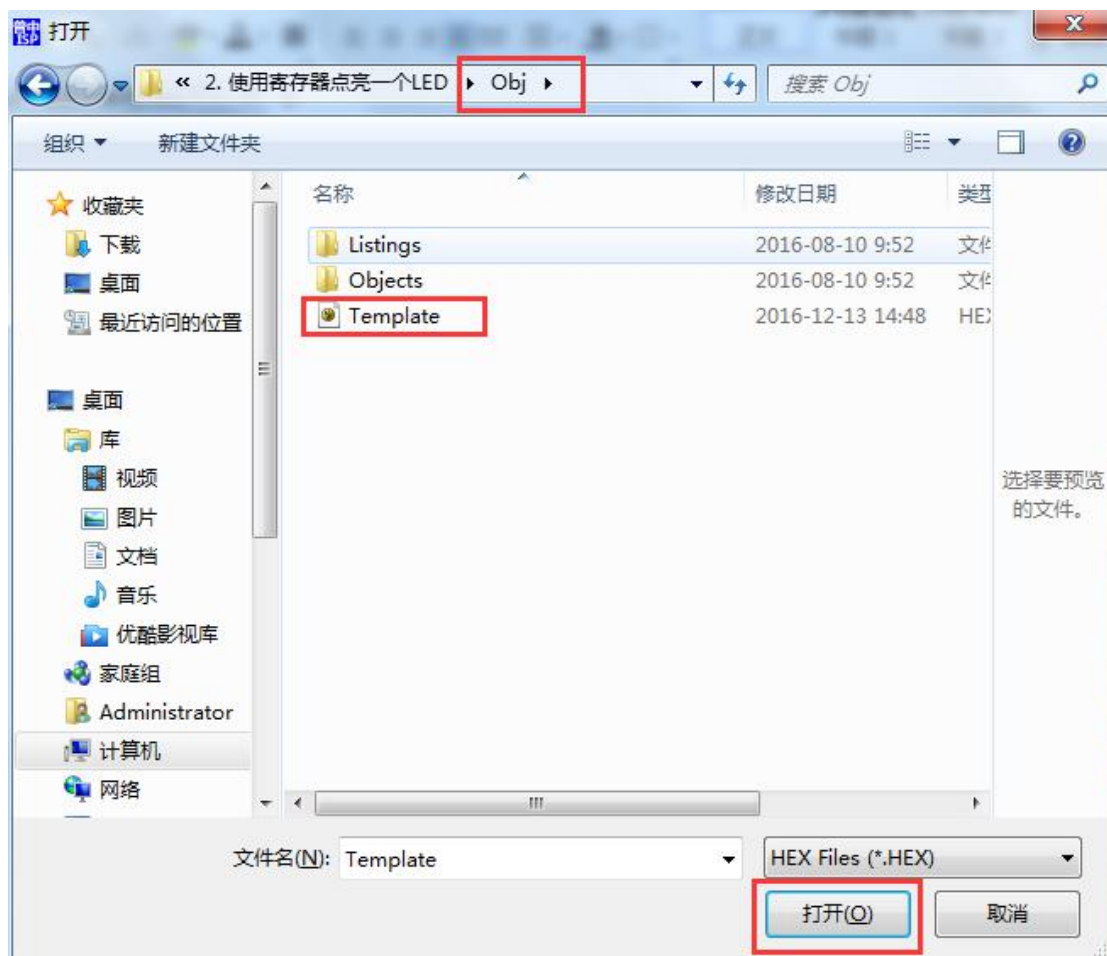 管中
ISP 打开
« 2. 使用寄存器点亮一个LED ▸ Obj ▸
搜索 Obj
组织 新建文件夹
名称 修改日期 类型
收藏夹
下载
桌面
最近访问的位置
桌面
库
视频
图片
文档
音乐
优酷影视库
家庭组
Administrator
计算机
网络
Listings 2016-08-10 9:52 文件
Objects 2016-08-10 9:52 文件
Template 2016-12-13 14:48 HEX
选择要预览
的文件。
文件名(N): Template HEX Files (*.HEX)
打开(O) 取消